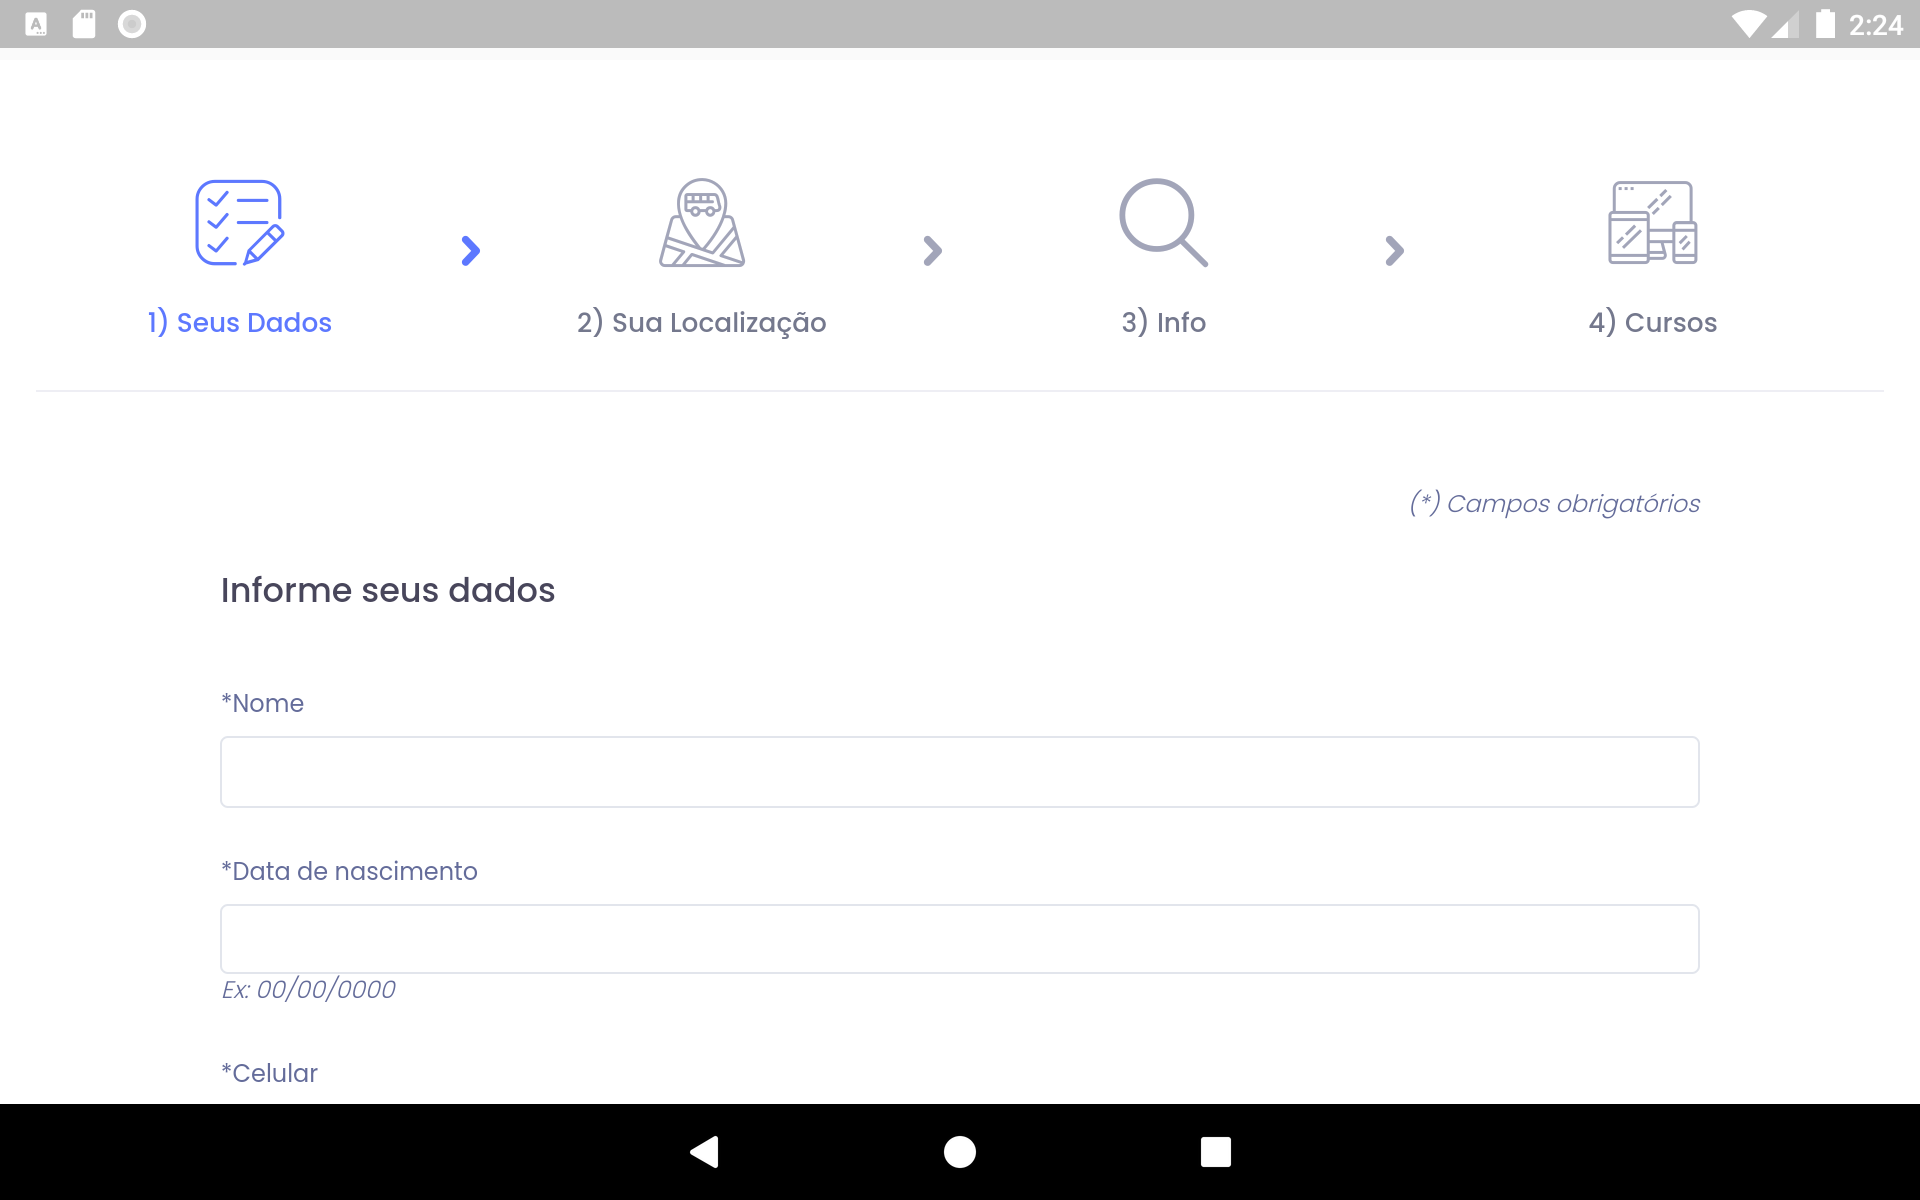 2:24
1) Seus Dados
2) Sua Localização
3) Info
4) Cursos
(*) Campos obrigatórios
Informe seus dados
*Nome
*Data de nascimento
Ex: 00/00/0000
*Celular